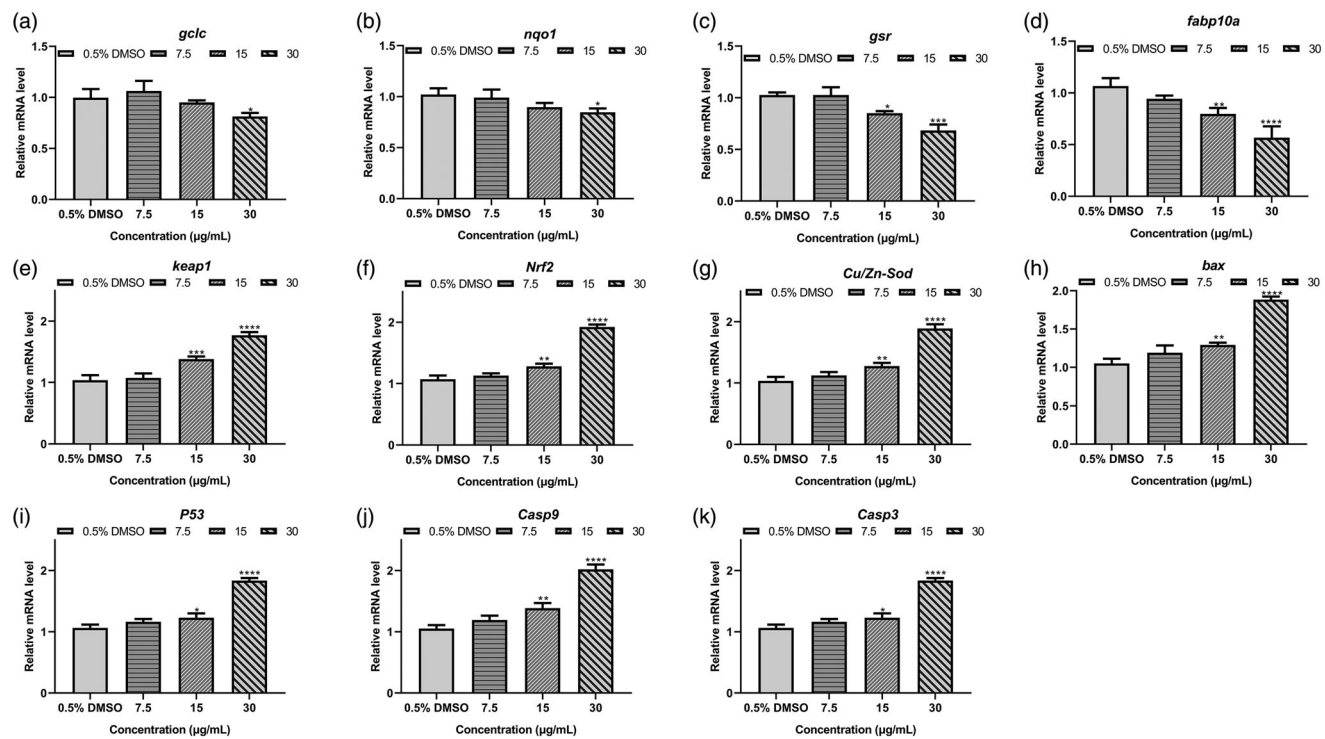 (a)
gclc
0.5% DMSO 7.5 15 30
1.5
1.0
0.5
0.0
Relative mRNA level
*
0.5% DMSO 7.5 15 30
Concentration (µg/mL)
(b)
nqo1
0.5% DMSO 7.5 15 30
1.5
1.0
0.5
0.0
Relative mRNA level
*
0.5% DMSO 7.5 15 30
Concentration (µg/mL)
(c)
gsr
0.5% DMSO 7.5 15 30
1.5
1.0
0.5
0.0
Relative mRNA level
* ***
0.5% DMSO 7.5 15 30
Concentration (µg/mL)
(d)
fabp10a
0.5% DMSO 7.5 15 30
1.5
1.0
0.5
0.0
Relative mRNA level
** ****
0.5% DMSO 7.5 15 30
Concentration (µg/mL)
(e)
keap1
0.5% DMSO 7.5 15 30
2
1
0
Relative mRNA level
*** ****
0.5% DMSO 7.5 15 30
Concentration (µg/mL)
(f)
Nrf2
0.5% DMSO 7.5 15 30
2
1
0
Relative mRNA level
** ****
0.5% DMSO 7.5 15 30
Concentration (µg/mL)
(g)
Cu/Zn-Sod
0.5% DMSO 7.5 15 30
2
1
0
Relative mRNA level
** ****
0.5% DMSO 7.5 15 30
Concentration (µg/mL)
(h)
bax
0.5% DMSO 7.5 15 30
2.0
1.5
1.0
0.5
0.0
Relative mRNA level
** ****
0.5% DMSO 7.5 15 30
Concentration (µg/mL)
(i)
P53
0.5% DMSO 7.5 15 30
2
1
0
Relative mRNA level
* ****
0.5% DMSO 7.5 15 30
Concentration (µg/mL)
(j)
Casp9
0.5% DMSO 7.5 15 30
2
1
0
Relative mRNA level
** ****
0.5% DMSO 7.5 15 30
Concentration (µg/mL)
(k)
Casp3
0.5% DMSO 7.5 15 30
2
1
0
Relative mRNA level
* ****
0.5% DMSO 7.5 15 30
Concentration (µg/mL)